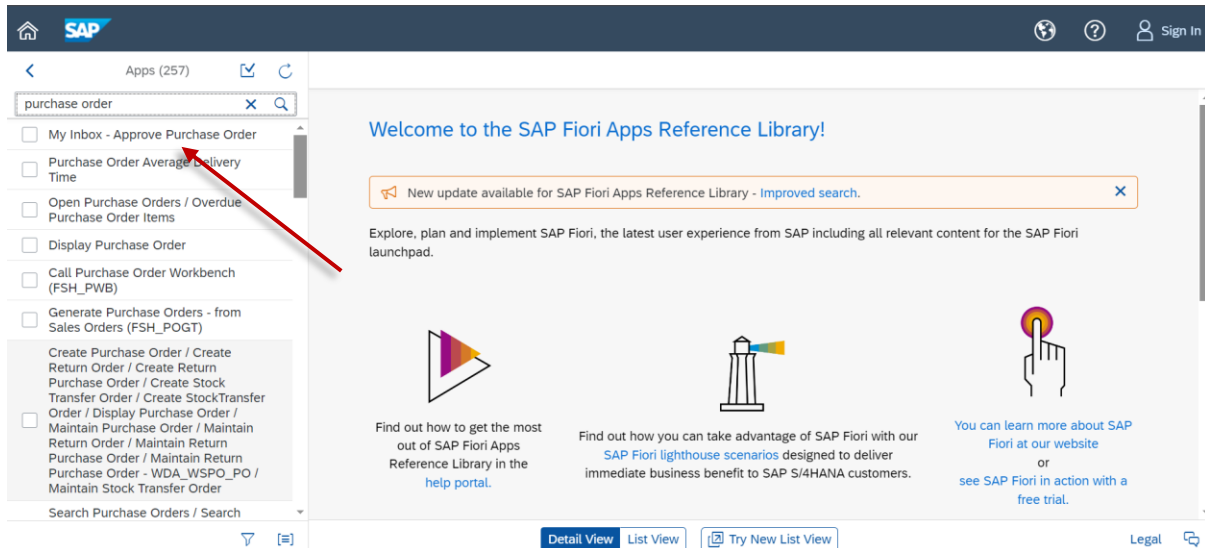 SAP
Sign In
Apps (257)
purchase order
My Inbox - Approve Purchase Order
Purchase Order Average Delivery
Time
Open Purchase Orders / Overdue
Purchase Order Items
Display Purchase Order
Call Purchase Order Workbench
(FSH_PWB)
Generate Purchase Orders - from
Sales Orders (FSH_POGT)
Create Purchase Order / Create
Return Order / Create Return
Purchase Order / Create Stock
Transfer Order / Create StockTransfer
Order / Display Purchase Order /
Maintain Purchase Order / Maintain
Return Order / Maintain Return
Purchase Order / Maintain Return
Purchase Order - WDA_WSPO_PO /
Maintain Stock Transfer Order
Search Purchase Orders / Search
Welcome to the SAP Fiori Apps Reference Library!
New update available for SAP Fiori Apps Reference Library - Improved search.
Explore, plan and implement SAP Fiori, the latest user experience from SAP including all relevant content for the SAP Fiori
launchpad.
Find out how to get the most
out of SAP Fiori Apps
Reference Library in the
help portal.
Find out how you can take advantage of SAP Fiori with our
SAP Fiori lighthouse scenarios designed to deliver
immediate business benefit to SAP S/4HANA customers.
You can learn more about SAP
Fiori at our website
or
see SAP Fiori in action with a
free trial.
Detail View
List View
Try New List View
Legal